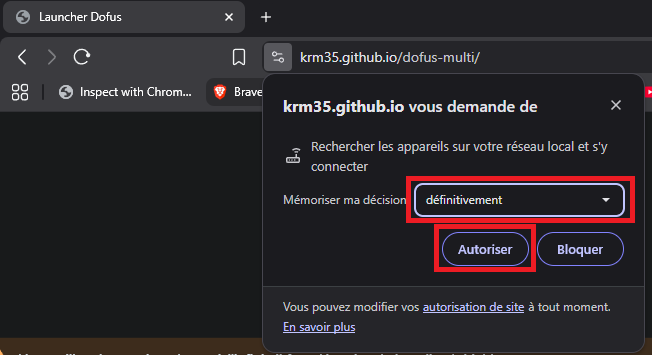 Launcher Dofus
krm35.github.io/dofus-multi/
Inspect with Chrom...
Brave
krm35.github.io vous demande de
Rechercher les appareils sur votre réseau local et s'y
connecter
Mémoriser ma décision
définitivement
Autoriser
Bloquer
Vous pouvez modifier vos autorisation de site à tout moment.
En savoir plus